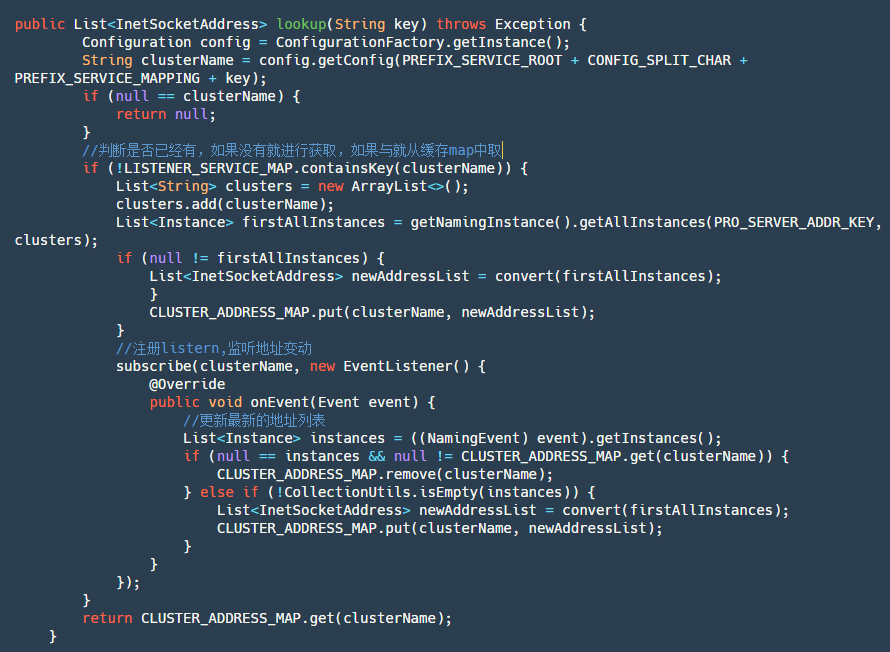 public List<InetSocketAddress> lookup(String key) throws Exception {
        Configuration config = ConfigurationFactory.getInstance();
        String clusterName = config.getConfig(PREFIX_SERVICE_ROOT + CONFIG_SPLIT_CHAR +
PREFIX_SERVICE_MAPPING + key);
        if (null == clusterName) {
            return null;
        }
        //判断是否已经有，如果没有就进行获取，如果与就从缓存map中取
        if (!LISTENER_SERVICE_MAP.containsKey(clusterName)) {
            List<String> clusters = new ArrayList<>();
            clusters.add(clusterName);
            List<Instance> firstAllInstances = getNamingInstance().getAllInstances(PRO_SERVER_ADDR_KEY,
clusters);
            if (null != firstAllInstances) {
                List<InetSocketAddress> newAddressList = convert(firstAllInstances);
                }
                CLUSTER_ADDRESS_MAP.put(clusterName, newAddressList);
            }
            //注册listern,监听地址变动
            subscribe(clusterName, new EventListener() {
                @Override
                public void onEvent(Event event) {
                    //更新最新的地址列表
                    List<Instance> instances = ((NamingEvent) event).getInstances();
                    if (null == instances && null != CLUSTER_ADDRESS_MAP.get(clusterName)) {
                        CLUSTER_ADDRESS_MAP.remove(clusterName);
                    } else if (!CollectionUtils.isEmpty(instances)) {
                        List<InetSocketAddress> newAddressList = convert(firstAllInstances);
                        CLUSTER_ADDRESS_MAP.put(clusterName, newAddressList);
                    }
                }
            });
        }
        return CLUSTER_ADDRESS_MAP.get(clusterName);
    }